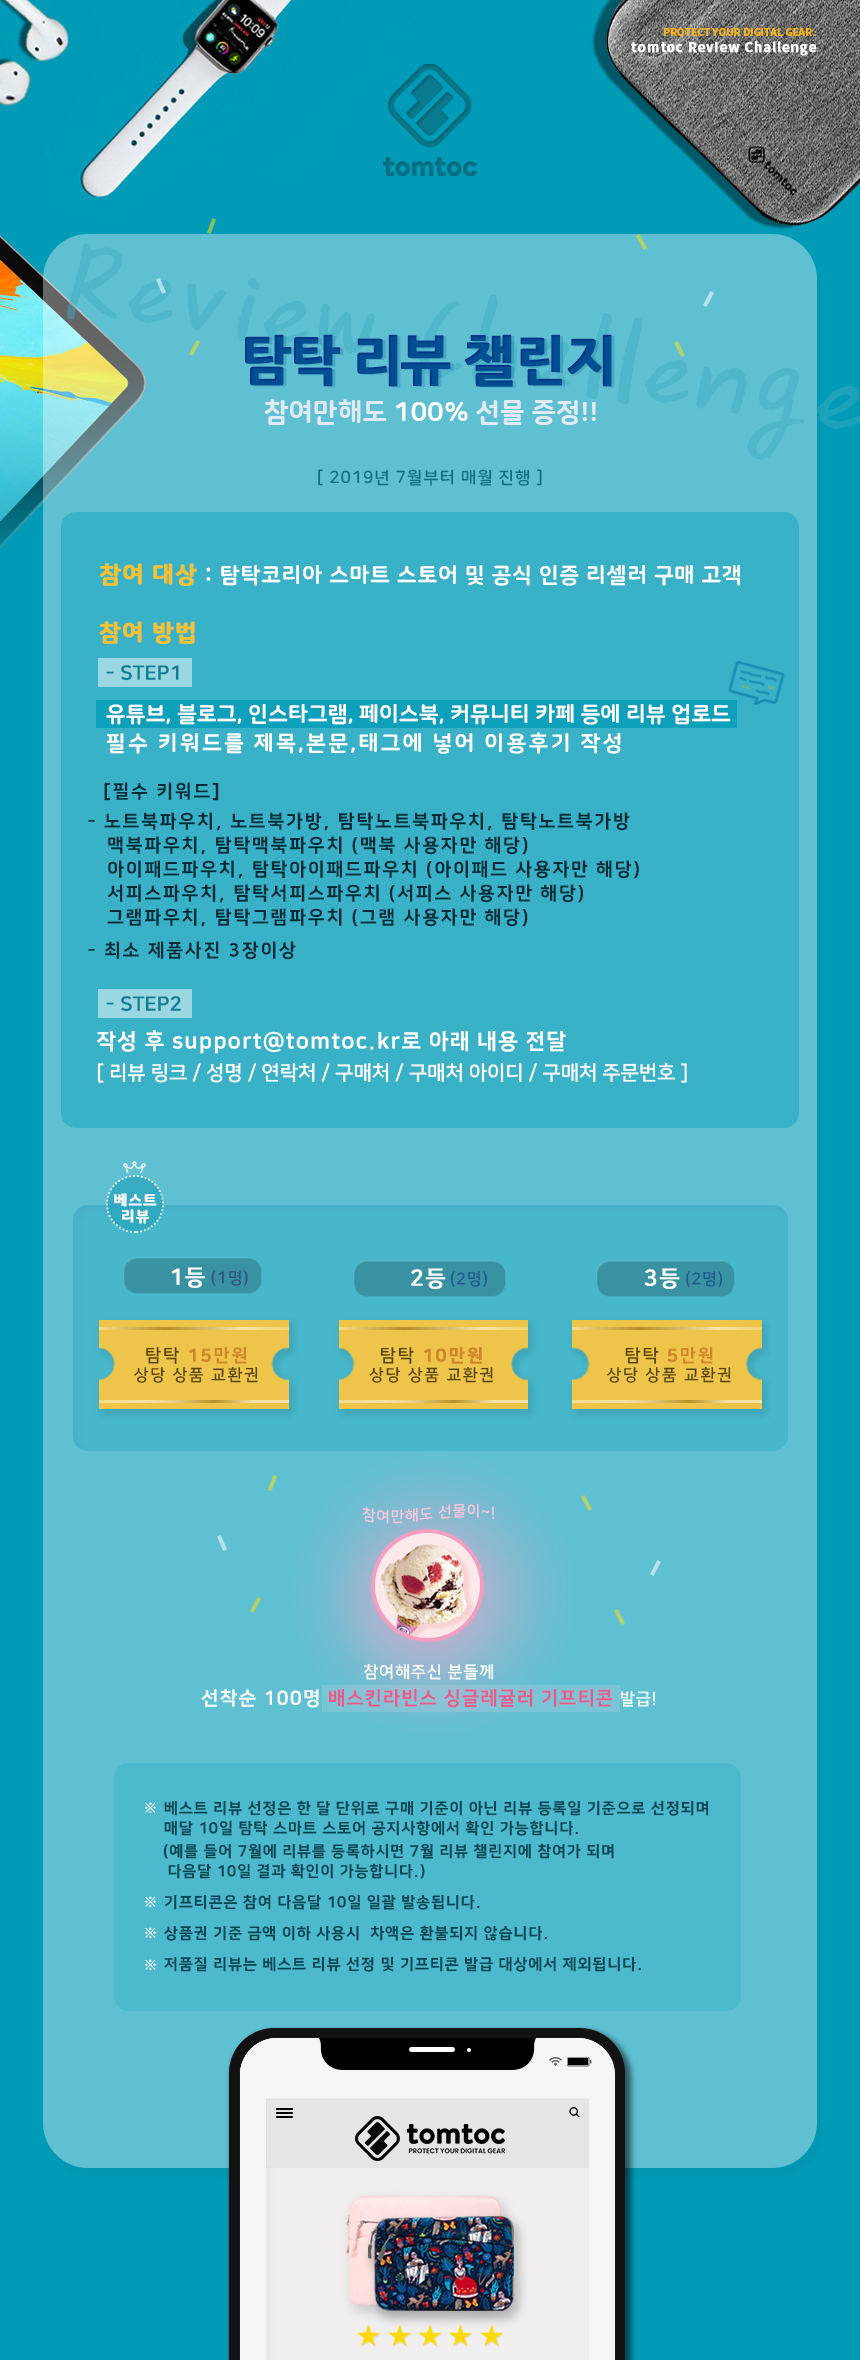 PROTECT YOUR DIGITAL GEAR.
tomtoc Review Challenge
10:09
tomtoc
tomtoc
Review Challenge
탐탁 리뷰 챌린지
참여만해도 100% 선물 증정!!
[ 2019년 7월부터 매월 진행 ]
참여 대상 : 탐탁코리아 스마트 스토어 및 공식 인증 리셀러 구매 고객
참여 방법
- STEP1
유튜브, 블로그, 인스타그램, 페이스북, 커뮤니티 카페 등에 리뷰 업로드
필수 키워드를 제목,본문,태그에 넣어 이용후기 작성
[필수 키워드]
- 노트북파우치, 노트북가방, 탐탁노트북파우치, 탐탁노트북가방
맥북파우치, 탐탁맥북파우치 (맥북 사용자만 해당)
아이패드파우치, 탐탁아이패드파우치 (아이패드 사용자만 해당)
서피스파우치, 탐탁서피스파우치 (서피스 사용자만 해당)
그램파우치, 탐탁그램파우치 (그램 사용자만 해당)
- 최소 제품사진 3장이상
- STEP2
작성 후 support@tomtoc.kr로 아래 내용 전달
[ 리뷰 링크 / 성명 / 연락처 / 구매처 / 구매처 아이디 / 구매처 주문번호 ]
베스트
리뷰
1등 (1명)
2등 (2명)
3등 (2명)
탐탁 15만원
상당 상품 교환권
탐탁 10만원
상당 상품 교환권
탐탁 5만원
상당 상품 교환권
참여만해도 선물이~!
참여해주신 분들께
선착순 100명 배스킨라빈스 싱글레귤러 기프티콘 발급!
※ 베스트 리뷰 선정은 한 달 단위로 구매 기준이 아닌 리뷰 등록일 기준으로 선정되며
매달 10일 탐탁 스마트 스토어 공지사항에서 확인 가능합니다.
(예를 들어 7월에 리뷰를 등록하시면 7월 리뷰 챌린지에 참여가 되며
다음달 10일 결과 확인이 가능합니다.)
※ 기프티콘은 참여 다음달 10일 일괄 발송됩니다.
※ 상품권 기준 금액 이하 사용시 차액은 환불되지 않습니다.
※ 저품질 리뷰는 베스트 리뷰 선정 및 기프티콘 발급 대상에서 제외됩니다.
tomtoc
PROTECT YOUR DIGITAL GEAR